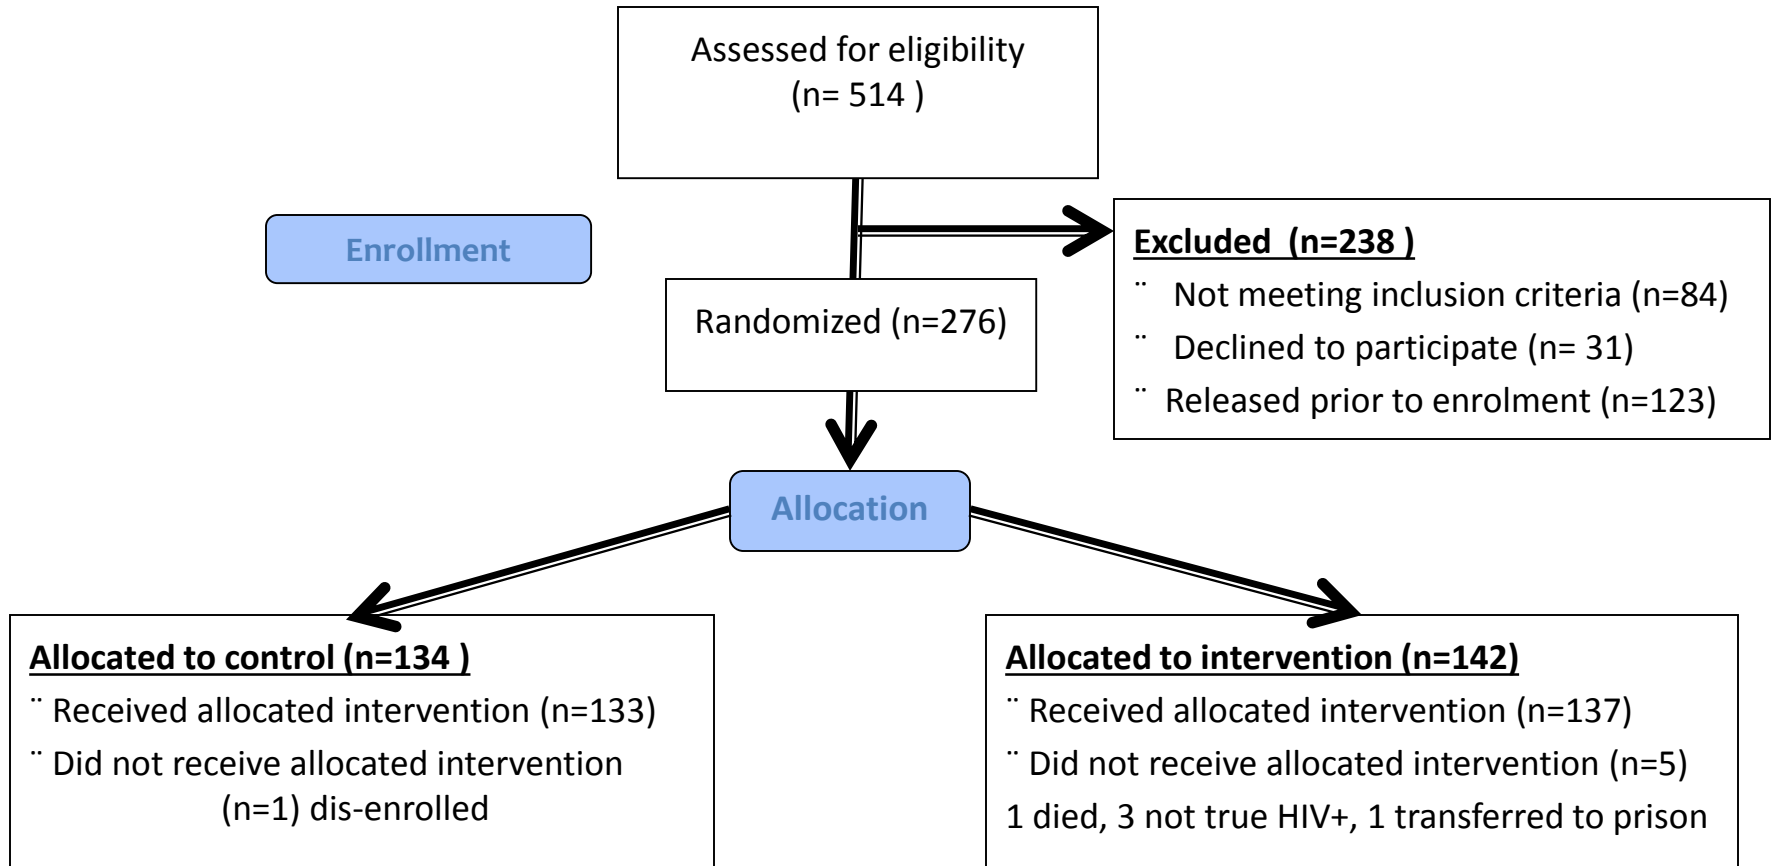 Assessed for eligibility
(n= 514 )
Enrollment
Excluded (n=238 )
¨ Not meeting inclusion criteria (n=84)
¨ Declined to participate (n= 31)
¨ Released prior to enrolment (n=123)
Randomized (n=276)
Allocation
Allocated to control (n=134 )
¨ Received allocated intervention (n=133)
¨ Did not receive allocated intervention
(n=1) dis-enrolled
Allocated to intervention (n=142)
¨ Received allocated intervention (n=137)
¨ Did not receive allocated intervention (n=5)
1 died, 3 not true HIV+, 1 transferred to prison